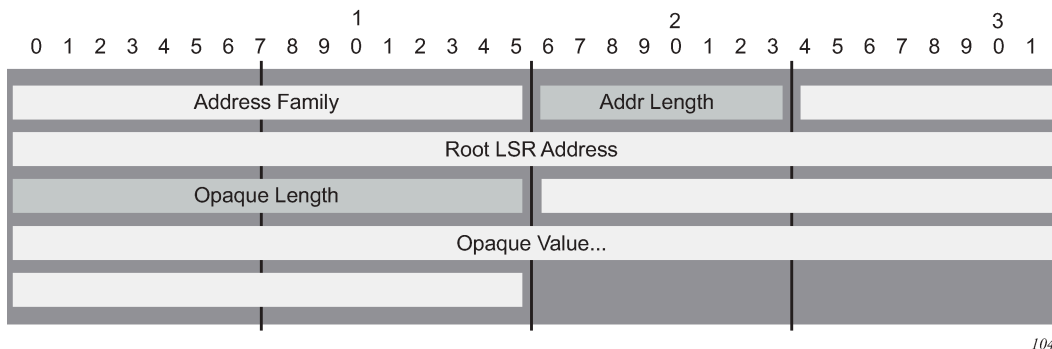 1 2 3
0 1 2 3 4 5 6 7 8 9 0 1 2 3 4 5 6 7 8 9 0 1 2 3 4 5 6 7 8 9 0 1
Address Family Addr Length
Root LSR Address
Opaque Length
Opaque Value...
104